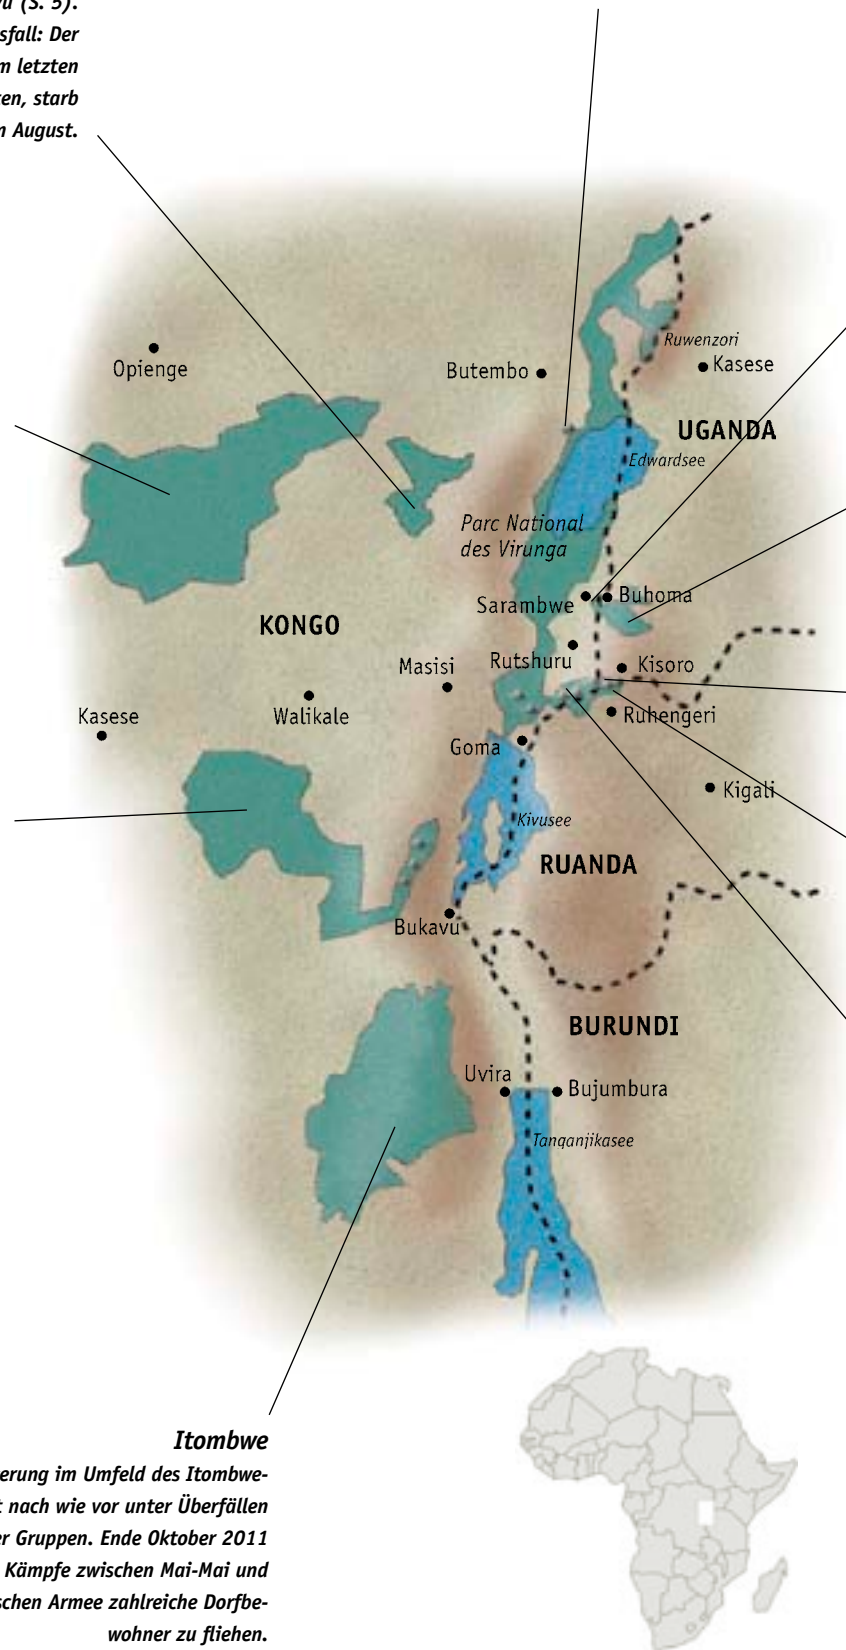 (S. 5).
sfall: Der
m letzten
en, starb
August.
Ruwenzori
Opienge
Butembo
Kasese
UGANDA
Edwardsee
Parc National
des Virunga
Sarambwe
Buhoma
KONGO
Rutshuru
Kisoro
Masisi
Kasese
Walikale
Ruhengeri
Goma
Kigali
Kivusee
RUANDA
Bukavu
BURUNDI
Uvira
Bujumbura
Tanganjikasee
Itombwe
erung im Umfeld des Itombwe-
t nach wie vor unter Überfällen
er Gruppen. Ende Oktober 2011
Kämpfe zwischen Mai-Mai und
schen Armee zahlreiche Dorfbe-
wohner zu fliehen.